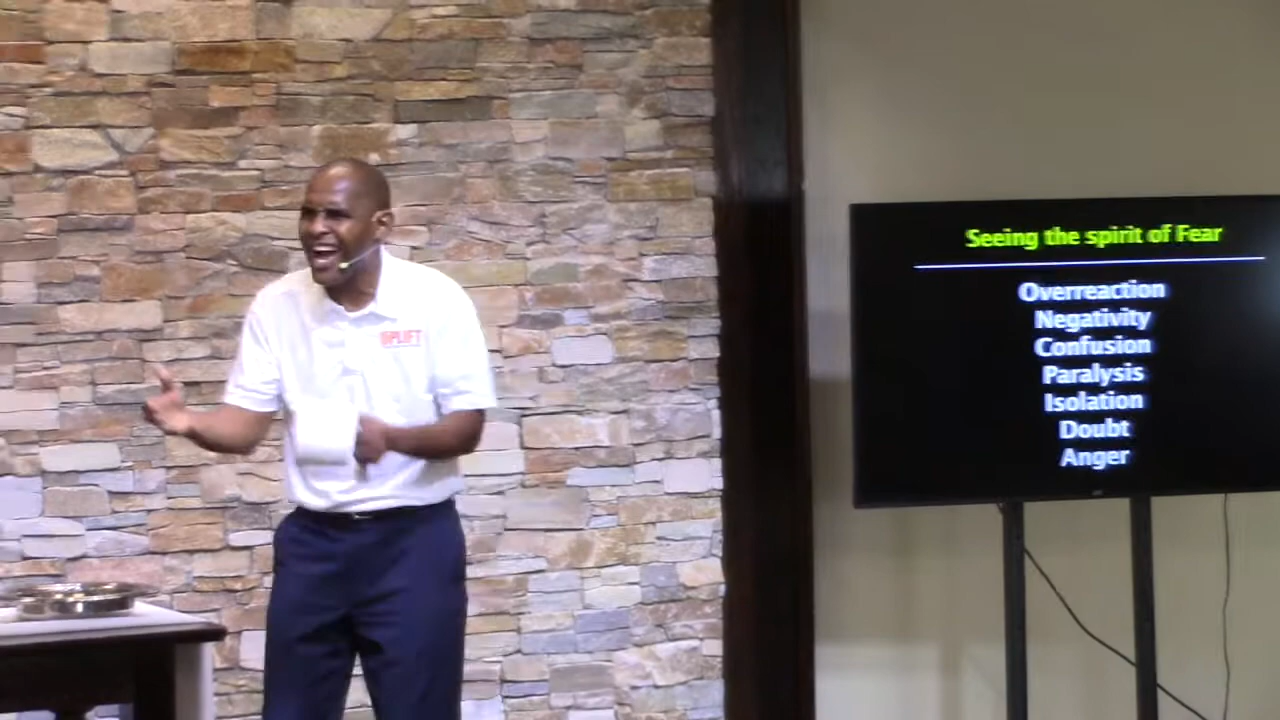 UPLIFT
Seeing the spirit of Fear
Overreaction
Negativity
Confusion
Paralysis
Isolation
Doubt
Anger